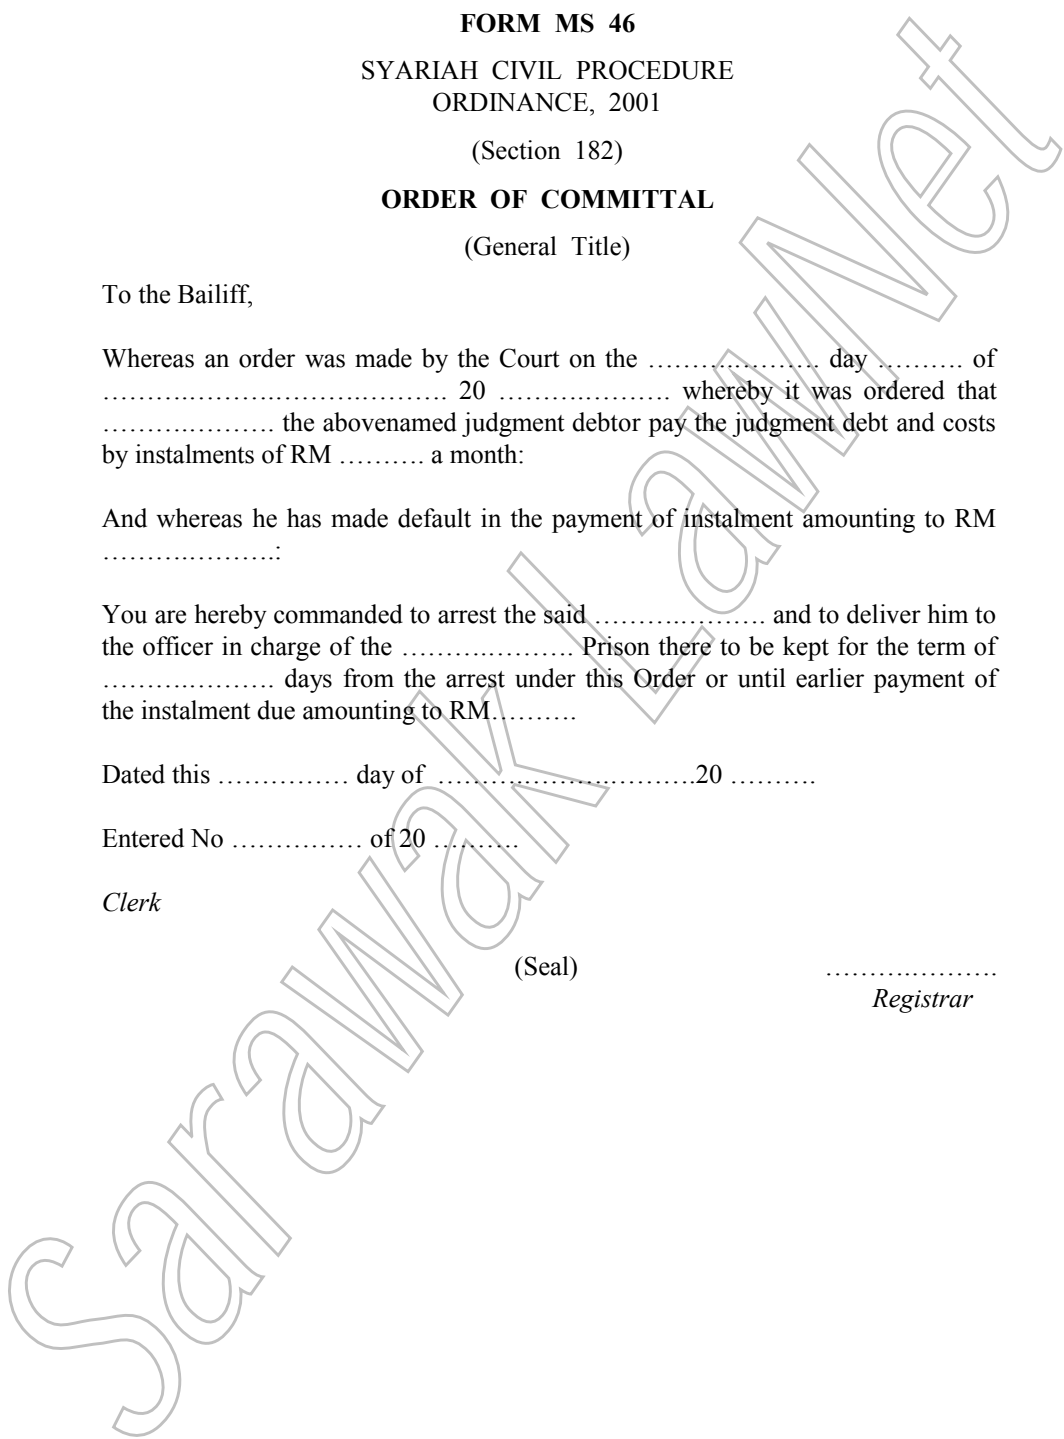 FORM MS 46
SYARIAH CIVIL PROCEDURE
ORDINANCE, 2001
(Section 182)
ORDER OF COMMITTAL
(General Title)
To the Bailiff,
Whereas an order was made by the Court on the ……….………. day ………. of
……….……….……….………. 20 ……….………. whereby it was ordered that
……….………. the abovenamed judgment debtor pay the judgment debt and costs
by instalments of RM ………. a month:
And whereas he has made default in the payment of instalment amounting to RM
……….……….:
You are hereby commanded to arrest the said ……….………. and to deliver him to
the officer in charge of the ……….………. Prison there to be kept for the term of
……….………. days from the arrest under this Order or until earlier payment of
the instalment due amounting to RM……….
Dated this …………… day of ……….……….……….20 ……….
Entered No …………… of 20 ……….
Clerk
(Seal) ……….……….
Registrar
Sarawak LawNet